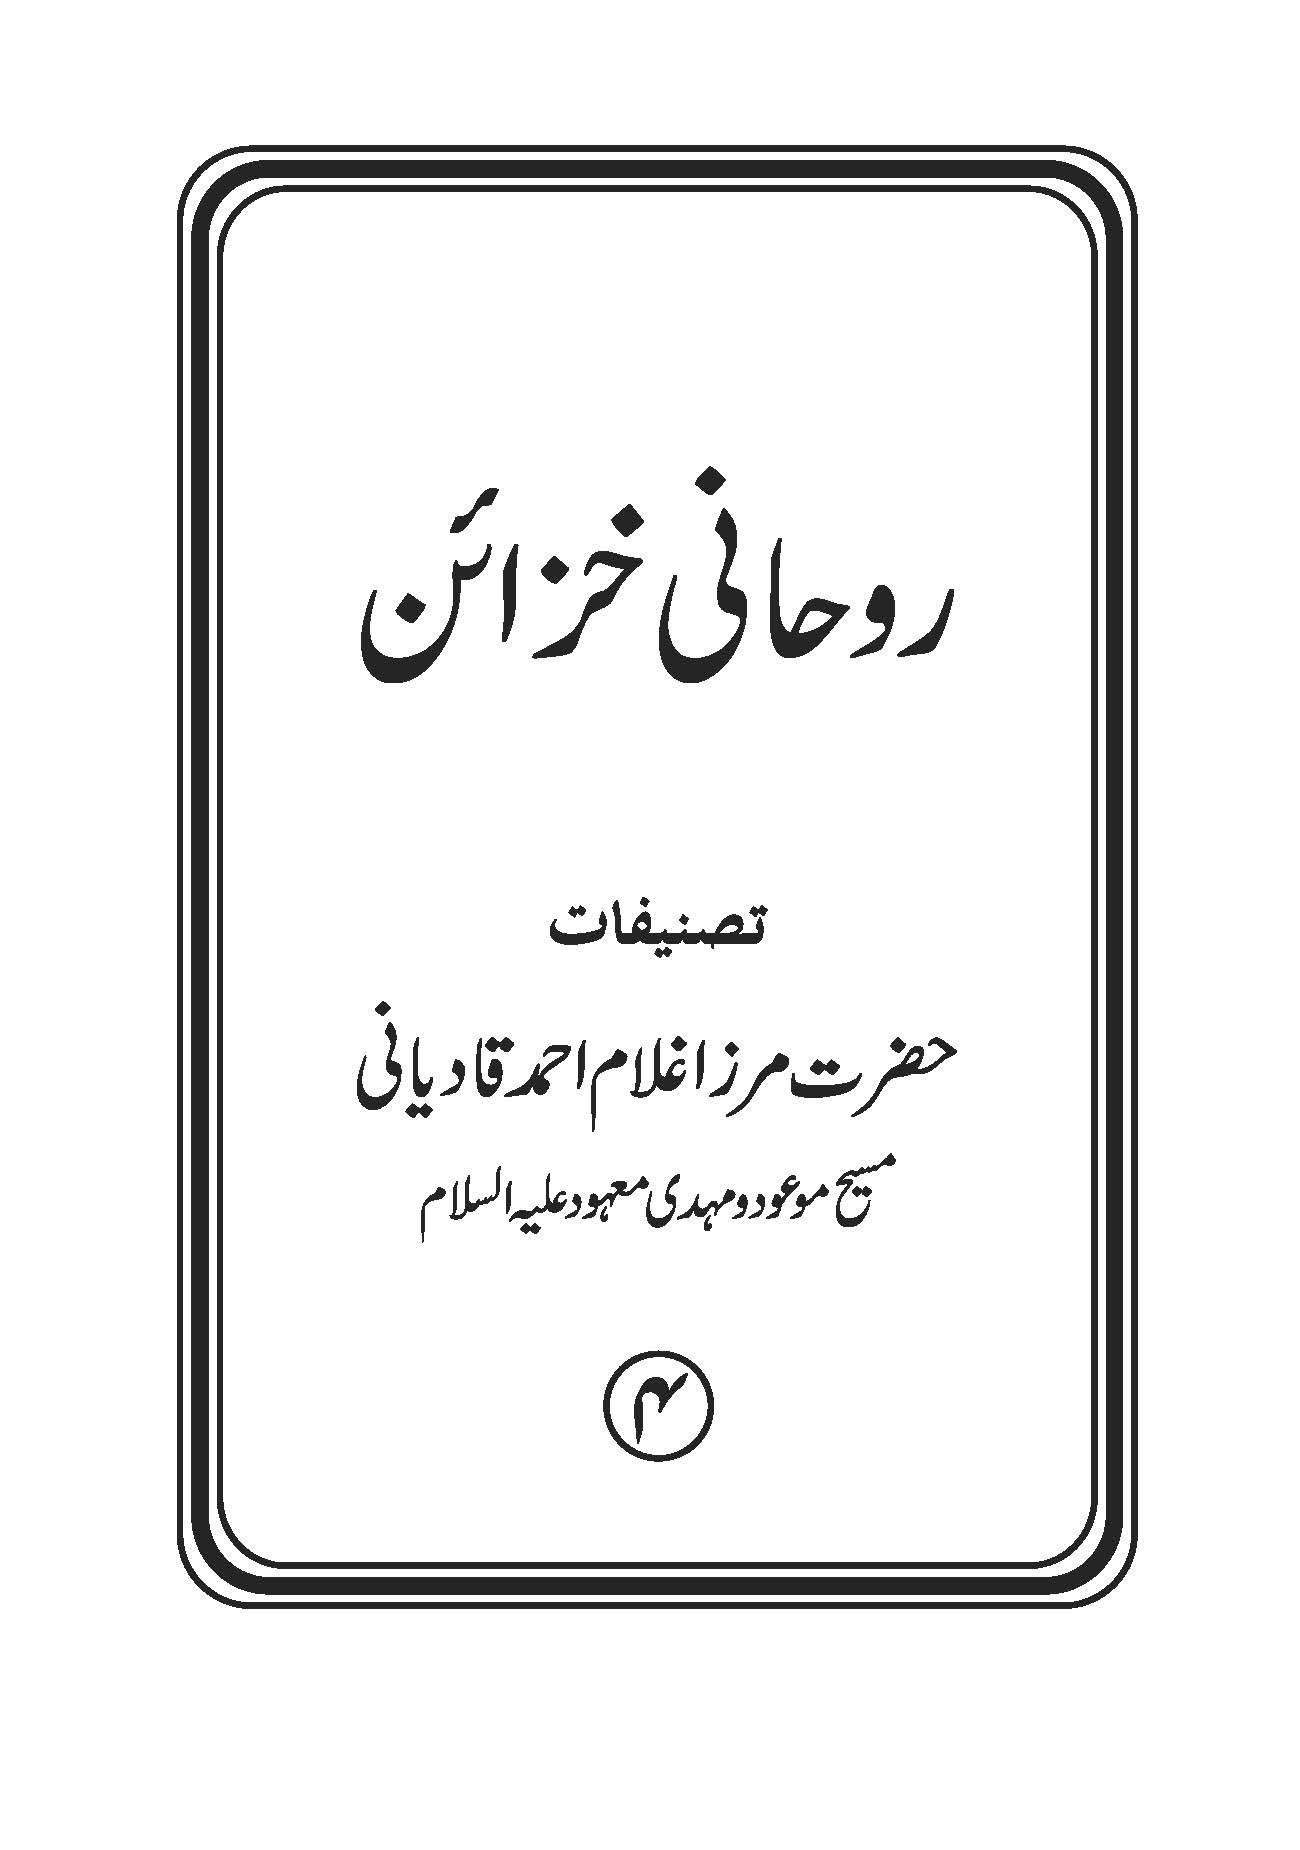 روحانی خزائن
تصنیفات
حضرت مرزا غلام احمد قادیانی
مسیح موعود و مہدی معہود علیہ السلام
۴